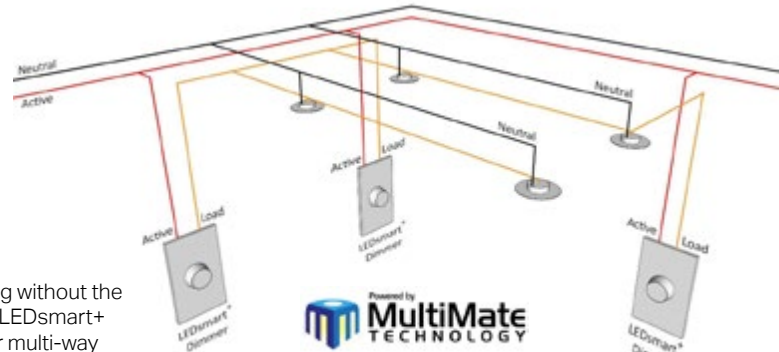 Neutral
Active
Neutral
Active
Load
Active
Load
Active
Load
LEDsmart+
Dimmer
LEDsmart+
Dimmer
LEDsmart+
g without the
LEDsmart+
r multi-way
Powered by
MultiMate
TECHNOLOGY